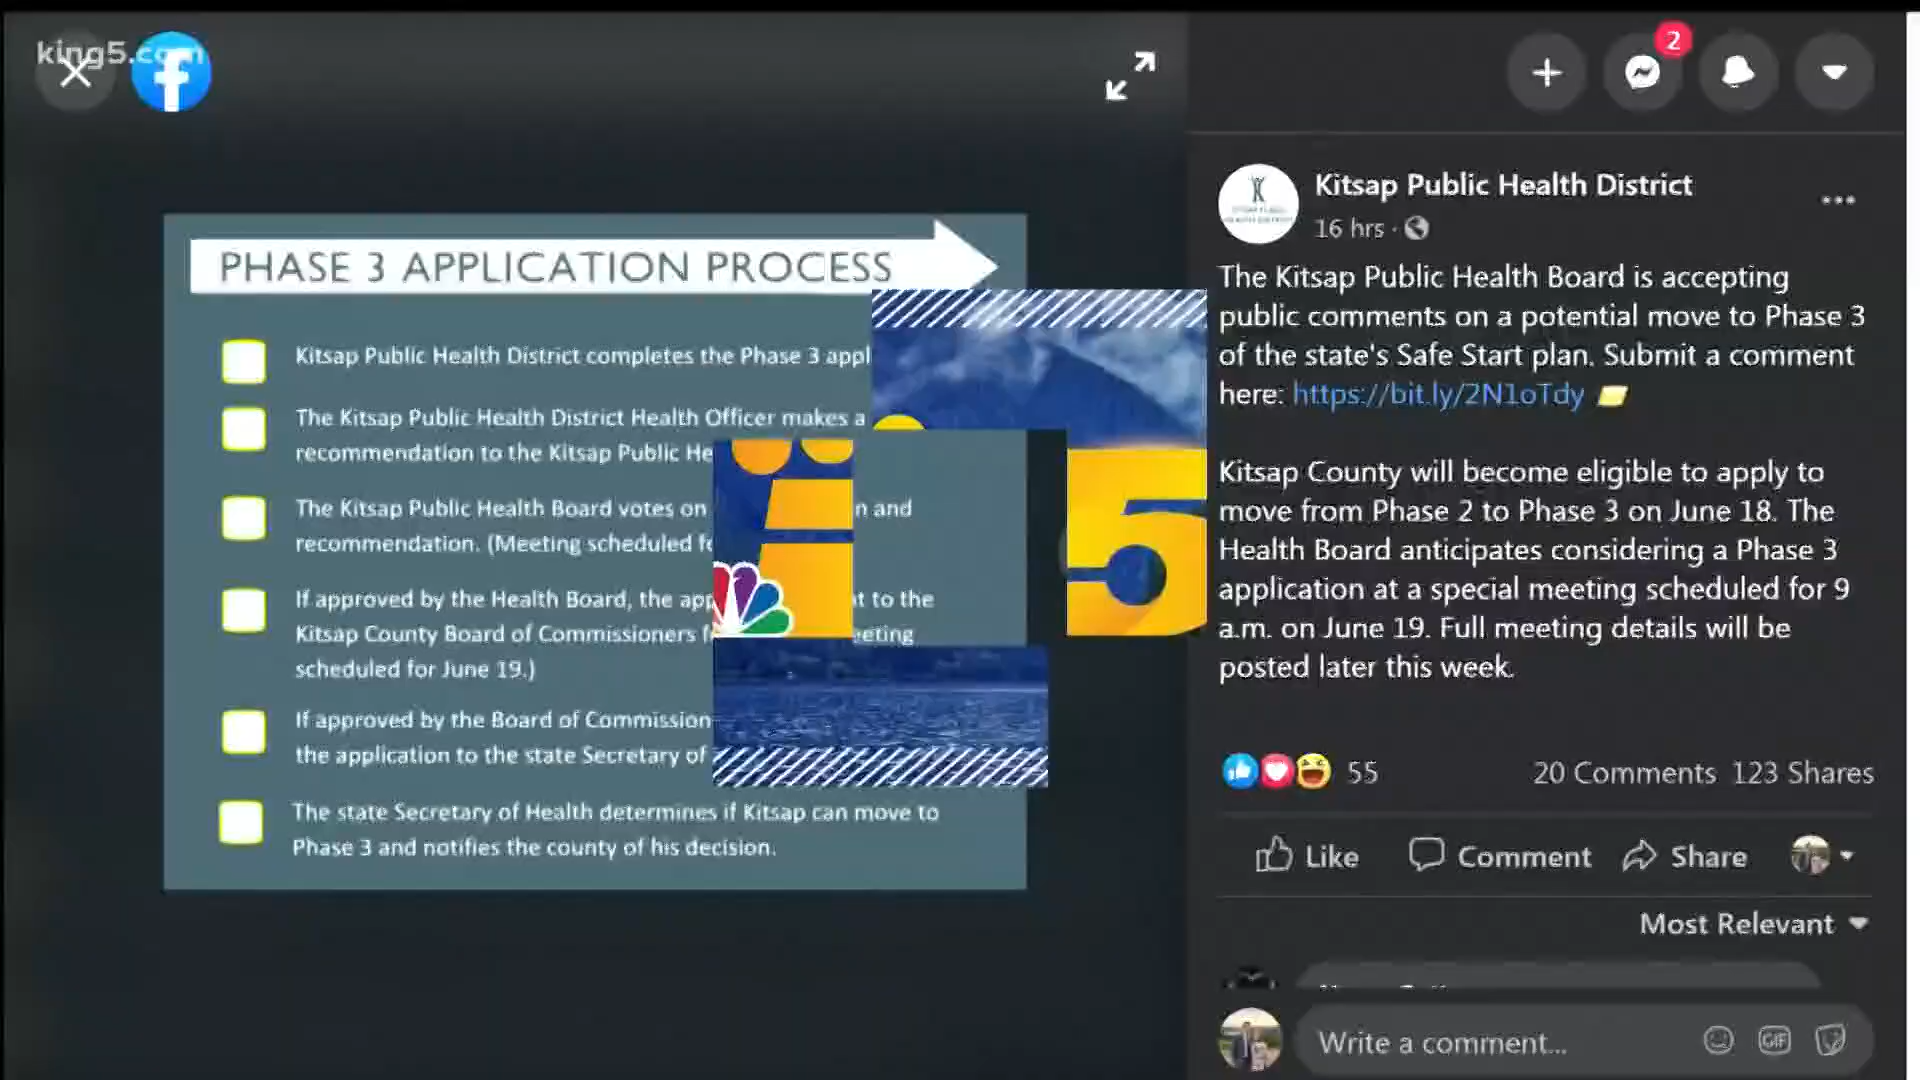 king5.com
PHASE 3 APPLICATION PROCESS
Kitsap Public Health District completes the Phase 3
The Kitsap Public Health District Health Officer makes a
recommendation to the Kitsap Public
The Kitsap Public Health Board votes on and
recommendation. (Meeting scheduled
If approved by the Health Board, the to the
Kitsap County Board of Commissioners
scheduled for June 19.)
If approved by the Board of
the application to the state Secretary of
The state Secretary of Health determines if Kitsap can move to
Phase 3 and notifies the county of his decision.
5
2
Kitsap Public Health District
16 hrs ·
The Kitsap Public Health Board is accepting
public comments on a potential move to Phase 3
of the state's Safe Start plan. Submit a comment
here: https://bit.ly/2N1oTdy
Kitsap County will become eligible to apply to
move from Phase 2 to Phase 3 on June 18. The
Health Board anticipates considering a Phase 3
application at a special meeting scheduled for 9
a.m. on June 19. Full meeting details will be
posted later this week.
55 20 Comments 123 Shares
Like Comment Share
Most Relevant
Write a comment... GIF